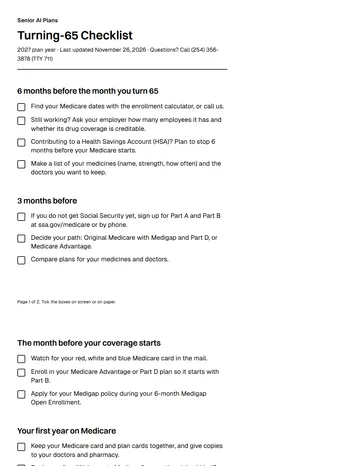 Senior AI Plans
Turning-65 Checklist
2027 plan year · Last updated November 26, 2026 · Questions? Call (254) 356-
3878 (TTY 711)
6 months before the month you turn 65
Find your Medicare dates with the enrollment calculator, or call us.
Still working? Ask your employer how many employees it has and
whether its drug coverage is creditable.
Contributing to a Health Savings Account (HSA)? Plan to stop 6
months before your Medicare starts.
Make a list of your medicines (name, strength, how often) and the
doctors you want to keep.
3 months before
If you do not get Social Security yet, sign up for Part A and Part B
at ssa.gov/medicare or by phone.
Decide your path: Original Medicare with Medigap and Part D, or
Medicare Advantage.
Compare plans for your medicines and doctors.
Page 1 of 2. Tick the boxes on screen or on paper.
The month before your coverage starts
Watch for your red, white and blue Medicare card in the mail.
Enroll in your Medicare Advantage or Part D plan so it starts with
Part B.
Apply for your Medigap policy during your 6-month Medigap
Open Enrollment.
Your first year on Medicare
Keep your Medicare card and plan cards together, and give copies
to your doctors and pharmacy.